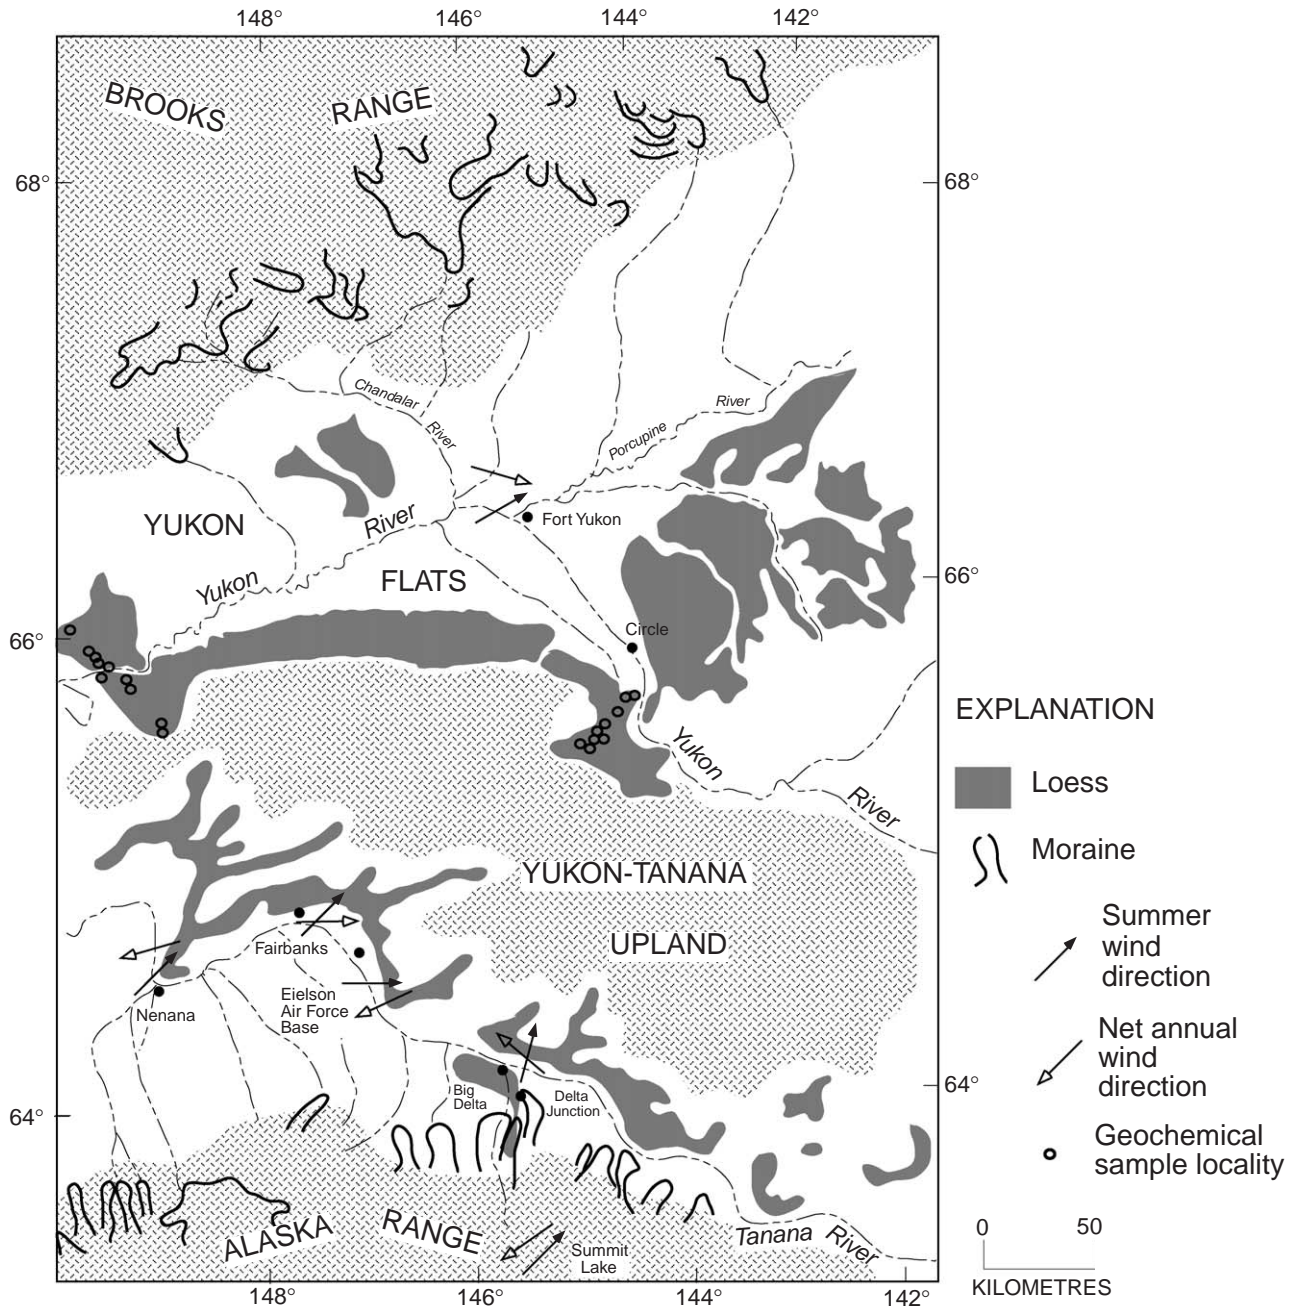 148° 146° 144° 142°
BROOKS RANGE
68° 68°
Chandalar
River
River
Porcupine
YUKON
River
Fort Yukon
FLATS
Yukon
66°
66°
Circle
Yukon
River
YUKON-TANANA
UPLAND
Fairbanks
Eielson
Air Force
Base
Nenana
Big
Delta
Delta
Junction
64°
64°
ALASKA RANGE
Summit
Lake
Tanana River
148° 146° 144° 142°
EXPLANATION
Loess
Moraine
Summer
wind
direction
Net annual
wind
direction
Geochemical
sample locality
0 50
KILOMETRES